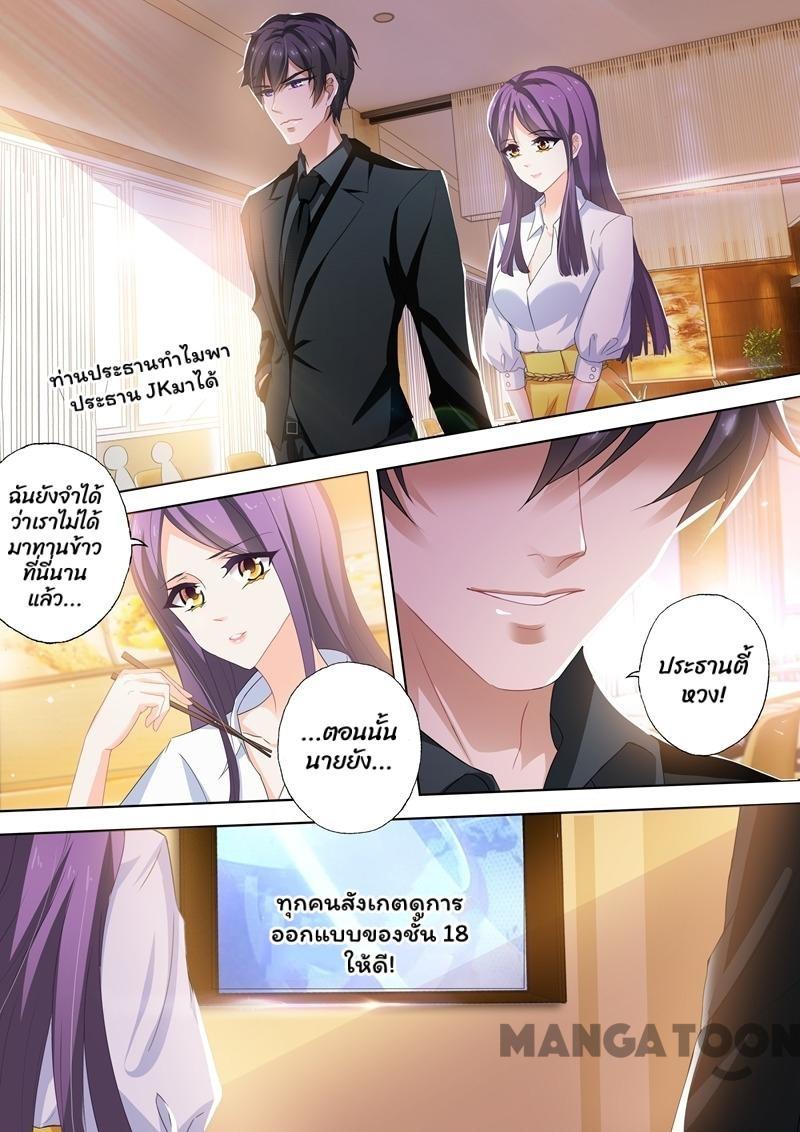 ท่านประธานทำไมพา
ประธาน JKมาได้
ฉันยังจำได้
ว่าเราไม่ได้
มาทานข้าว
ที่นี่นาน
แล้ว...
...ตอนนั้น
นายยัง...
ประธานตี้
หวง!
ทุกคนสังเกตดูการ
ออกแบบของชั้น 18
ให้ดี!
MANGATOON